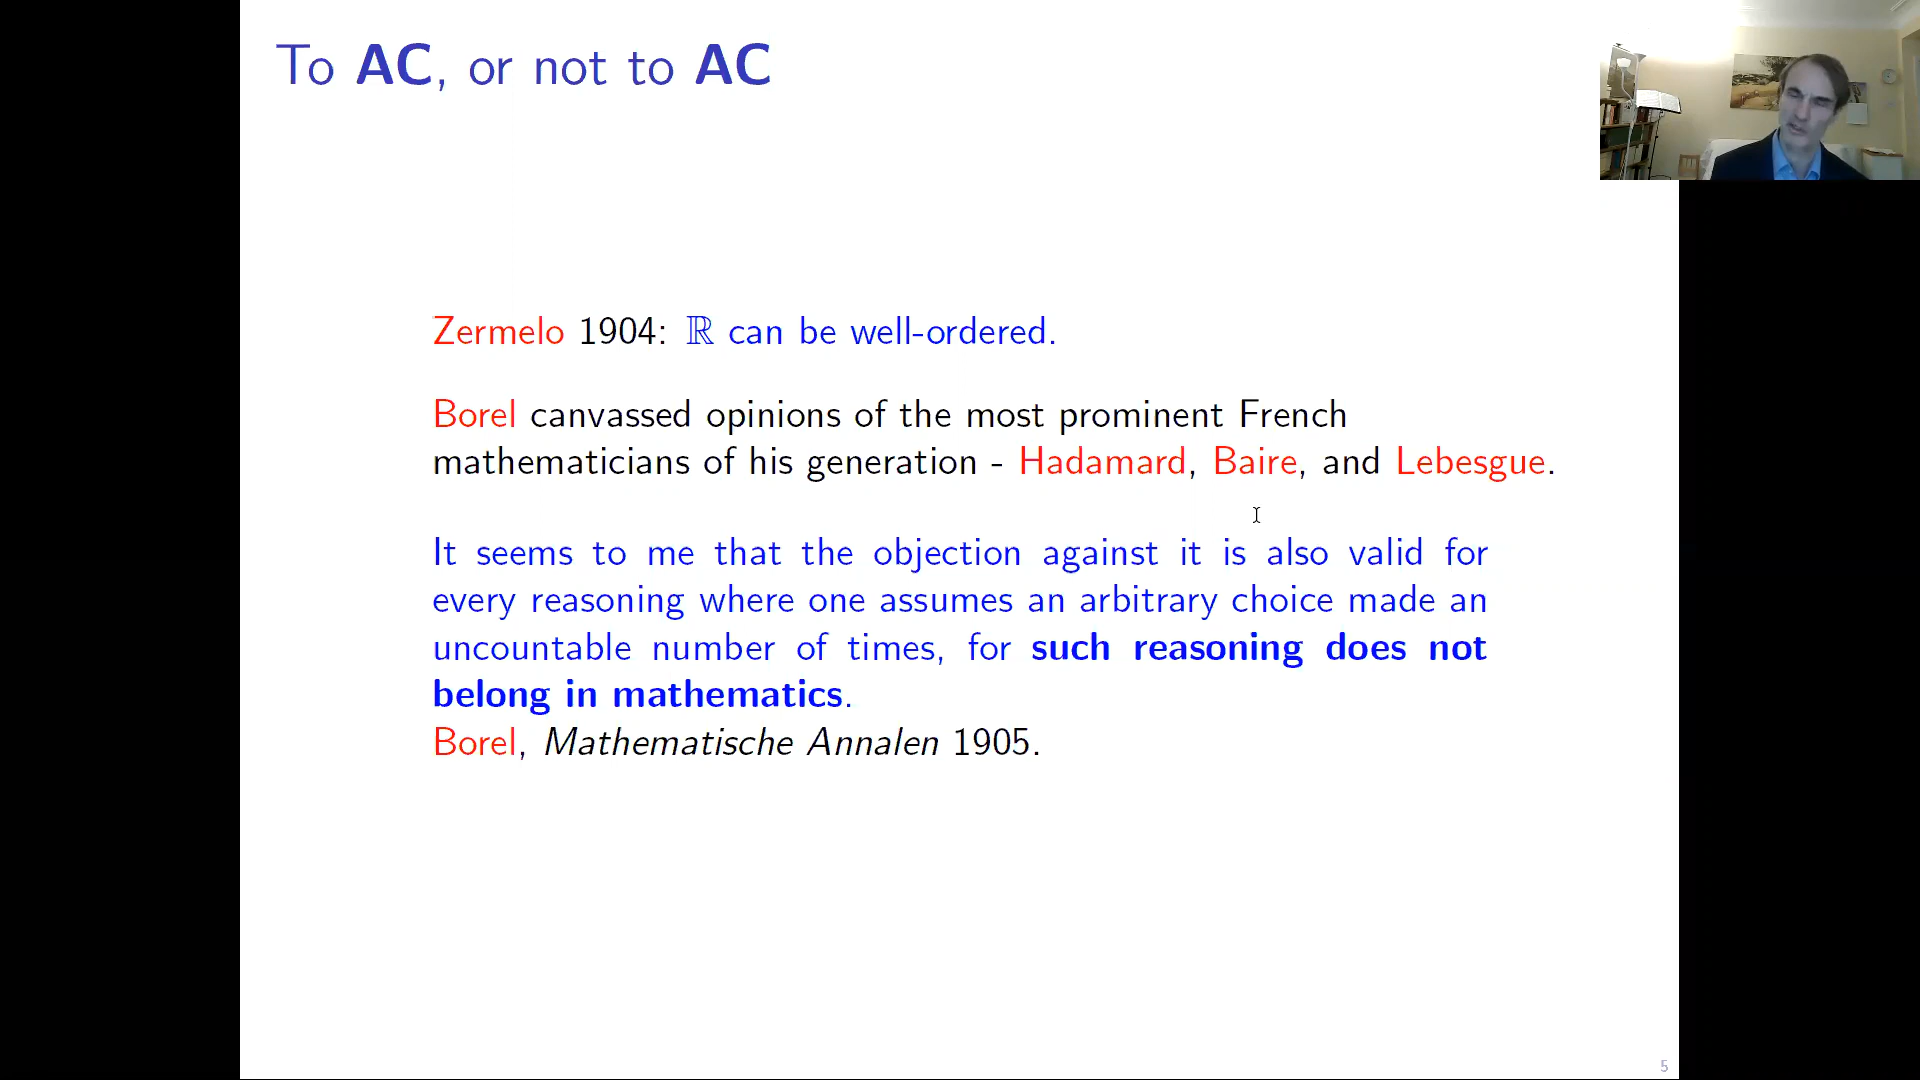 To AC, or not to AC
Zermelo 1904: ℝ can be well-ordered.
Borel canvassed opinions of the most prominent French
mathematicians of his generation - Hadamard, Baire, and Lebesgue.
It seems to me that the objection against it is also valid for
every reasoning where one assumes an arbitrary choice made an
uncountable number of times, for such reasoning does not
belong in mathematics.
Borel, Mathematische Annalen 1905.
5